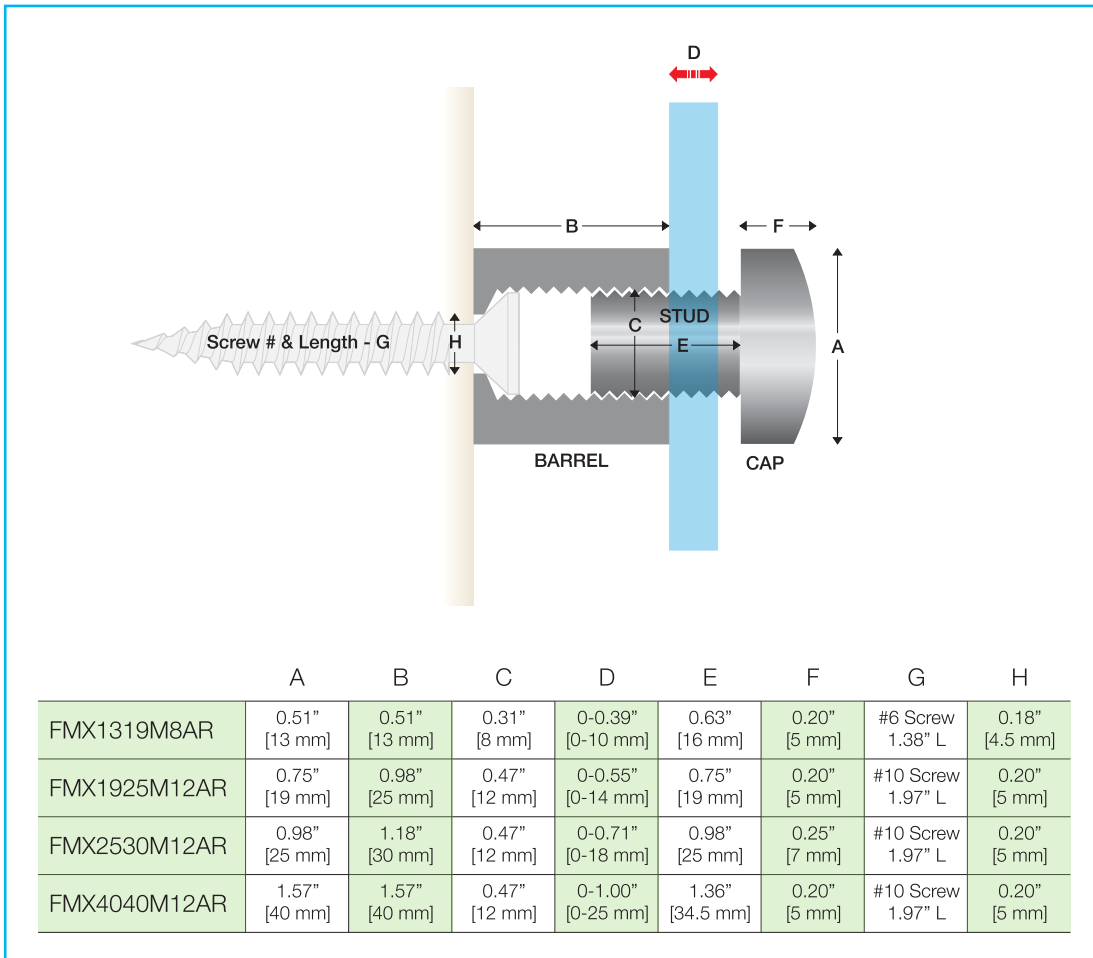 D
B
F
STUD
C
E
A
Screw # & Length - G
H
BARREL
CAP
A B C D E F G H
FMX1319M8AR 0.51” 0.51” 0.31” 0-0.39” 0.63” 0.20” #6 Screw 0.18”
[13 mm] [13 mm] [8 mm] [0-10 mm] [16 mm] [5 mm] 1.38” L [4.5 mm]
FMX1925M12AR 0.75” 0.98” 0.47” 0-0.55” 0.75” 0.20” #10 Screw 0.20”
[19 mm] [25 mm] [12 mm] [0-14 mm] [19 mm] [5 mm] 1.97” L [5 mm]
FMX2530M12AR 0.98” 1.18” 0.47” 0-0.71” 0.98” 0.25” #10 Screw 0.20”
[25 mm] [30 mm] [12 mm] [0-18 mm] [25 mm] [7 mm] 1.97” L [5 mm]
FMX4040M12AR 1.57” 1.57” 0.47” 0-1.00” 1.36” 0.20” #10 Screw 0.20”
[40 mm] [40 mm] [12 mm] [0-25 mm] [34.5 mm] [5 mm] 1.97” L [5 mm]